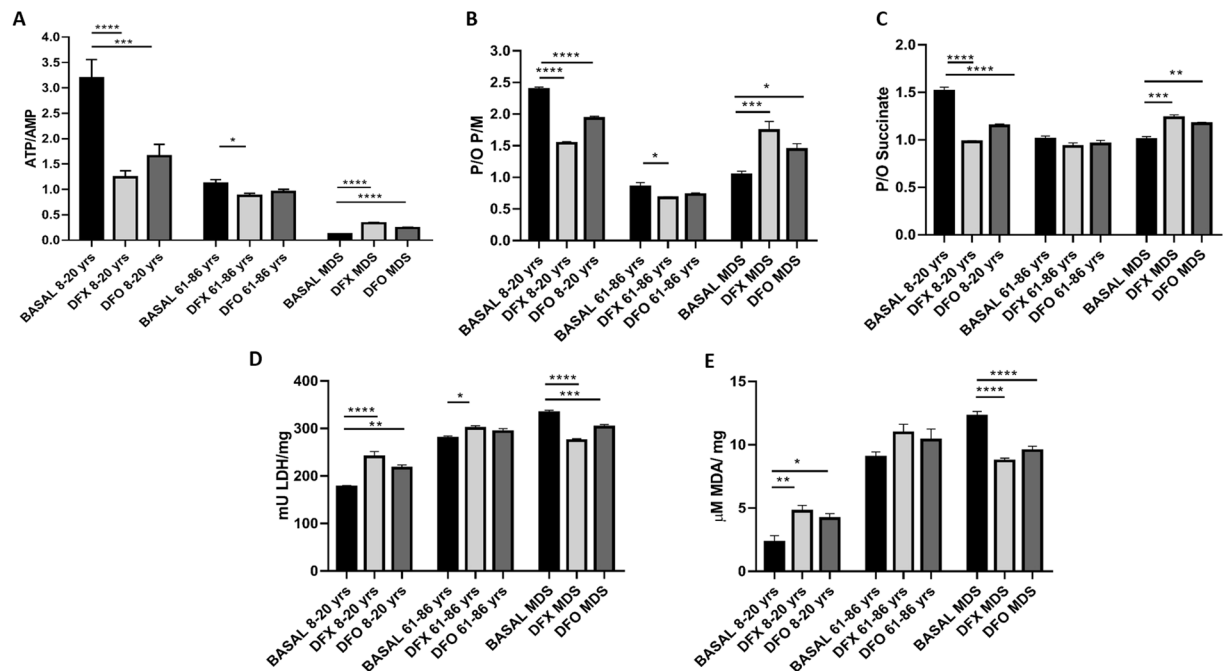 A
ATP/AMP
4.0
3.5
3.0
2.5
2.0
1.5
1.0
0.5
0.0
****
***
*
****
****
BASAL 8-20 yrs
DFX 8-20 yrs
DFO 8-20 yrs
BASAL 61-86 yrs
DFX 61-86 yrs
DFO 61-86 yrs
BASAL MDS
DFX MDS
DFO MDS
B
P/O P/M
3.0
2.5
2.0
1.5
1.0
0.5
0.0
****
****
*
*
***
BASAL 8-20 yrs
DFX 8-20 yrs
DFO 8-20 yrs
BASAL 61-86 yrs
DFX 61-86 yrs
DFO 61-86 yrs
BASAL MDS
DFX MDS
DFO MDS
C
P/O Succinate
2.0
1.5
1.0
0.5
0.0
****
****
**
***
BASAL 8-20 yrs
DFX 8-20 yrs
DFO 8-20 yrs
BASAL 61-86 yrs
DFX 61-86 yrs
DFO 61-86 yrs
BASAL MDS
DFX MDS
DFO MDS
D
mU LDH/mg
400
300
200
100
0
****
**
*
****
***
BASAL 8-20 yrs
DFX 8-20 yrs
DFO 8-20 yrs
BASAL 61-86 yrs
DFX 61-86 yrs
DFO 61-86 yrs
BASAL MDS
DFX MDS
DFO MDS
E
µM MDA/ mg
15
10
5
0
*
**
****
****
BASAL 8-20 yrs
DFX 8-20 yrs
DFO 8-20 yrs
BASAL 61-86 yrs
DFX 61-86 yrs
DFO 61-86 yrs
BASAL MDS
DFX MDS
DFO MDS